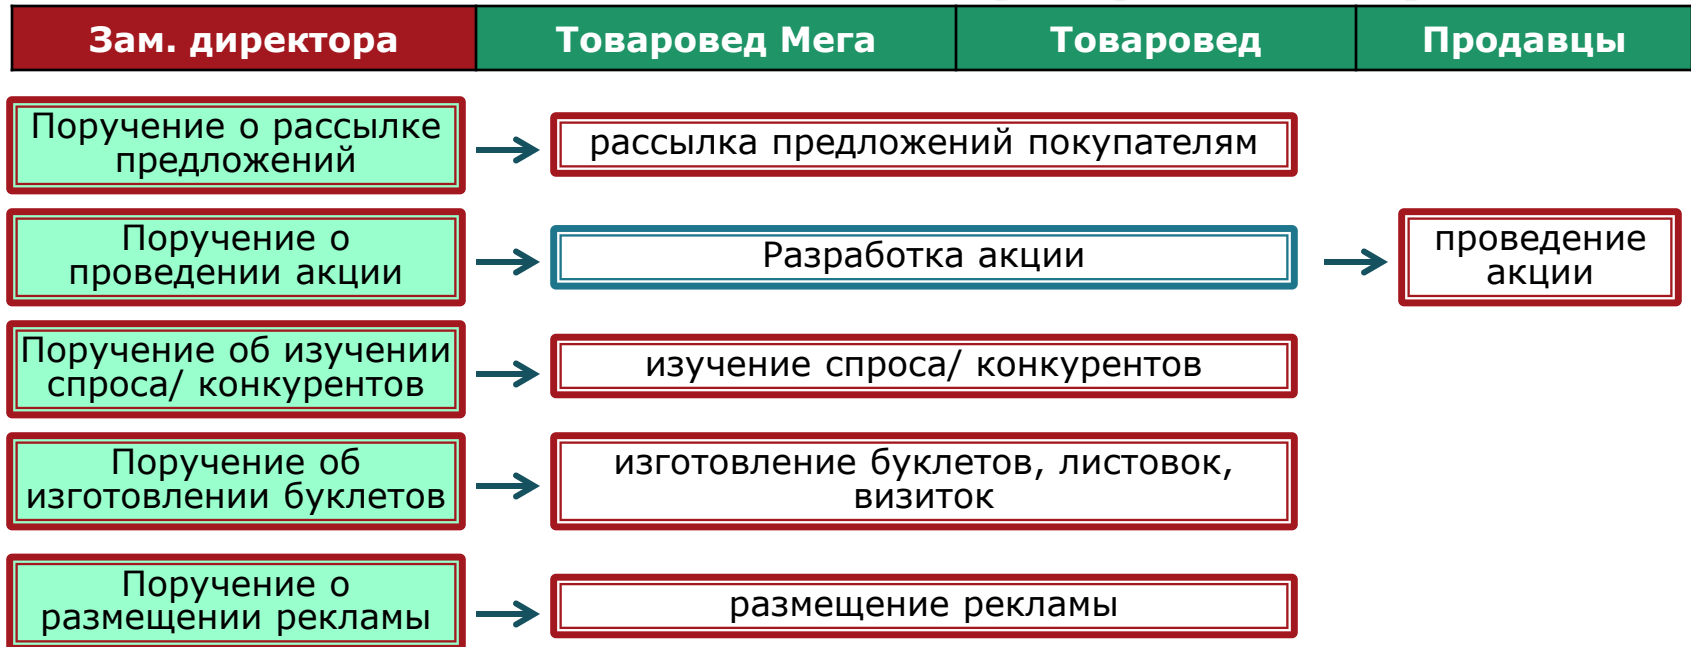 Зам. директора Товаровед Мега Товаровед Продавцы
Поручение о рассылке
предложений
рассылка предложений покупателям
Поручение о
проведении акции
Разработка акции
проведение
акции
Поручение об изучении
спроса/ конкурентов
изучение спроса/ конкурентов
Поручение об
изготовлении буклетов
изготовление буклетов, листовок,
визиток
Поручение о
размещении рекламы
размещение рекламы